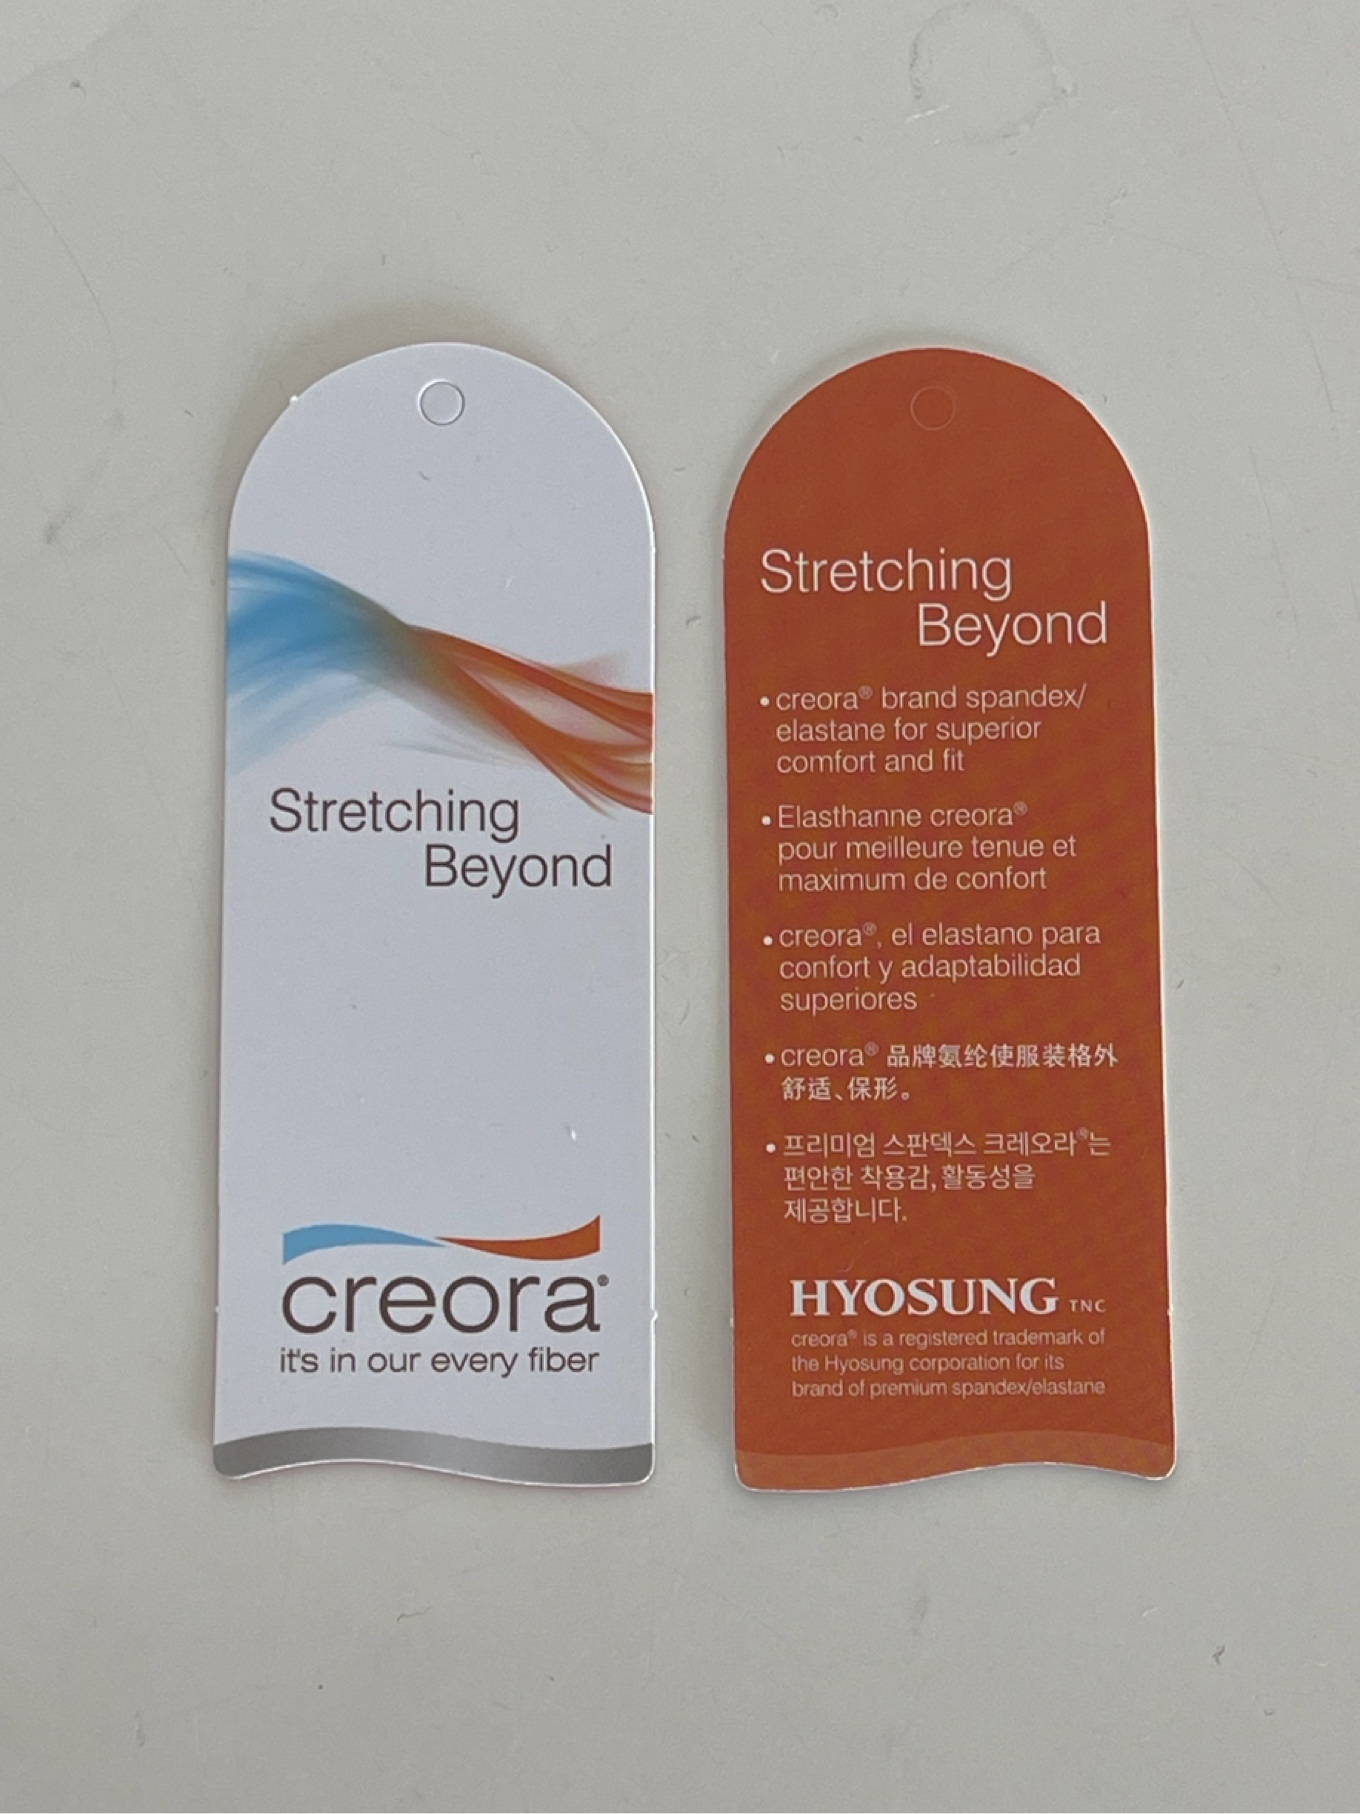 Stretching
Beyond
creora®
it's in our every fiber
Stretching
Beyond
• creora® brand spandex/
elastane for superior
comfort and fit
• Elasthanne creora®
pour meilleure tenue et
maximum de confort
• creora®, el elastano para
confort y adaptabilidad
superiores
• creora® 品牌氨纶使服装格外
舒适、保形。
• 프리미엄 스판덱스 크레오라®는
편안한 착용감, 활동성을
제공합니다.
HYOSUNG TNC
creora® is a registered trademark of
the Hyosung corporation for its
brand of premium spandex/elastane